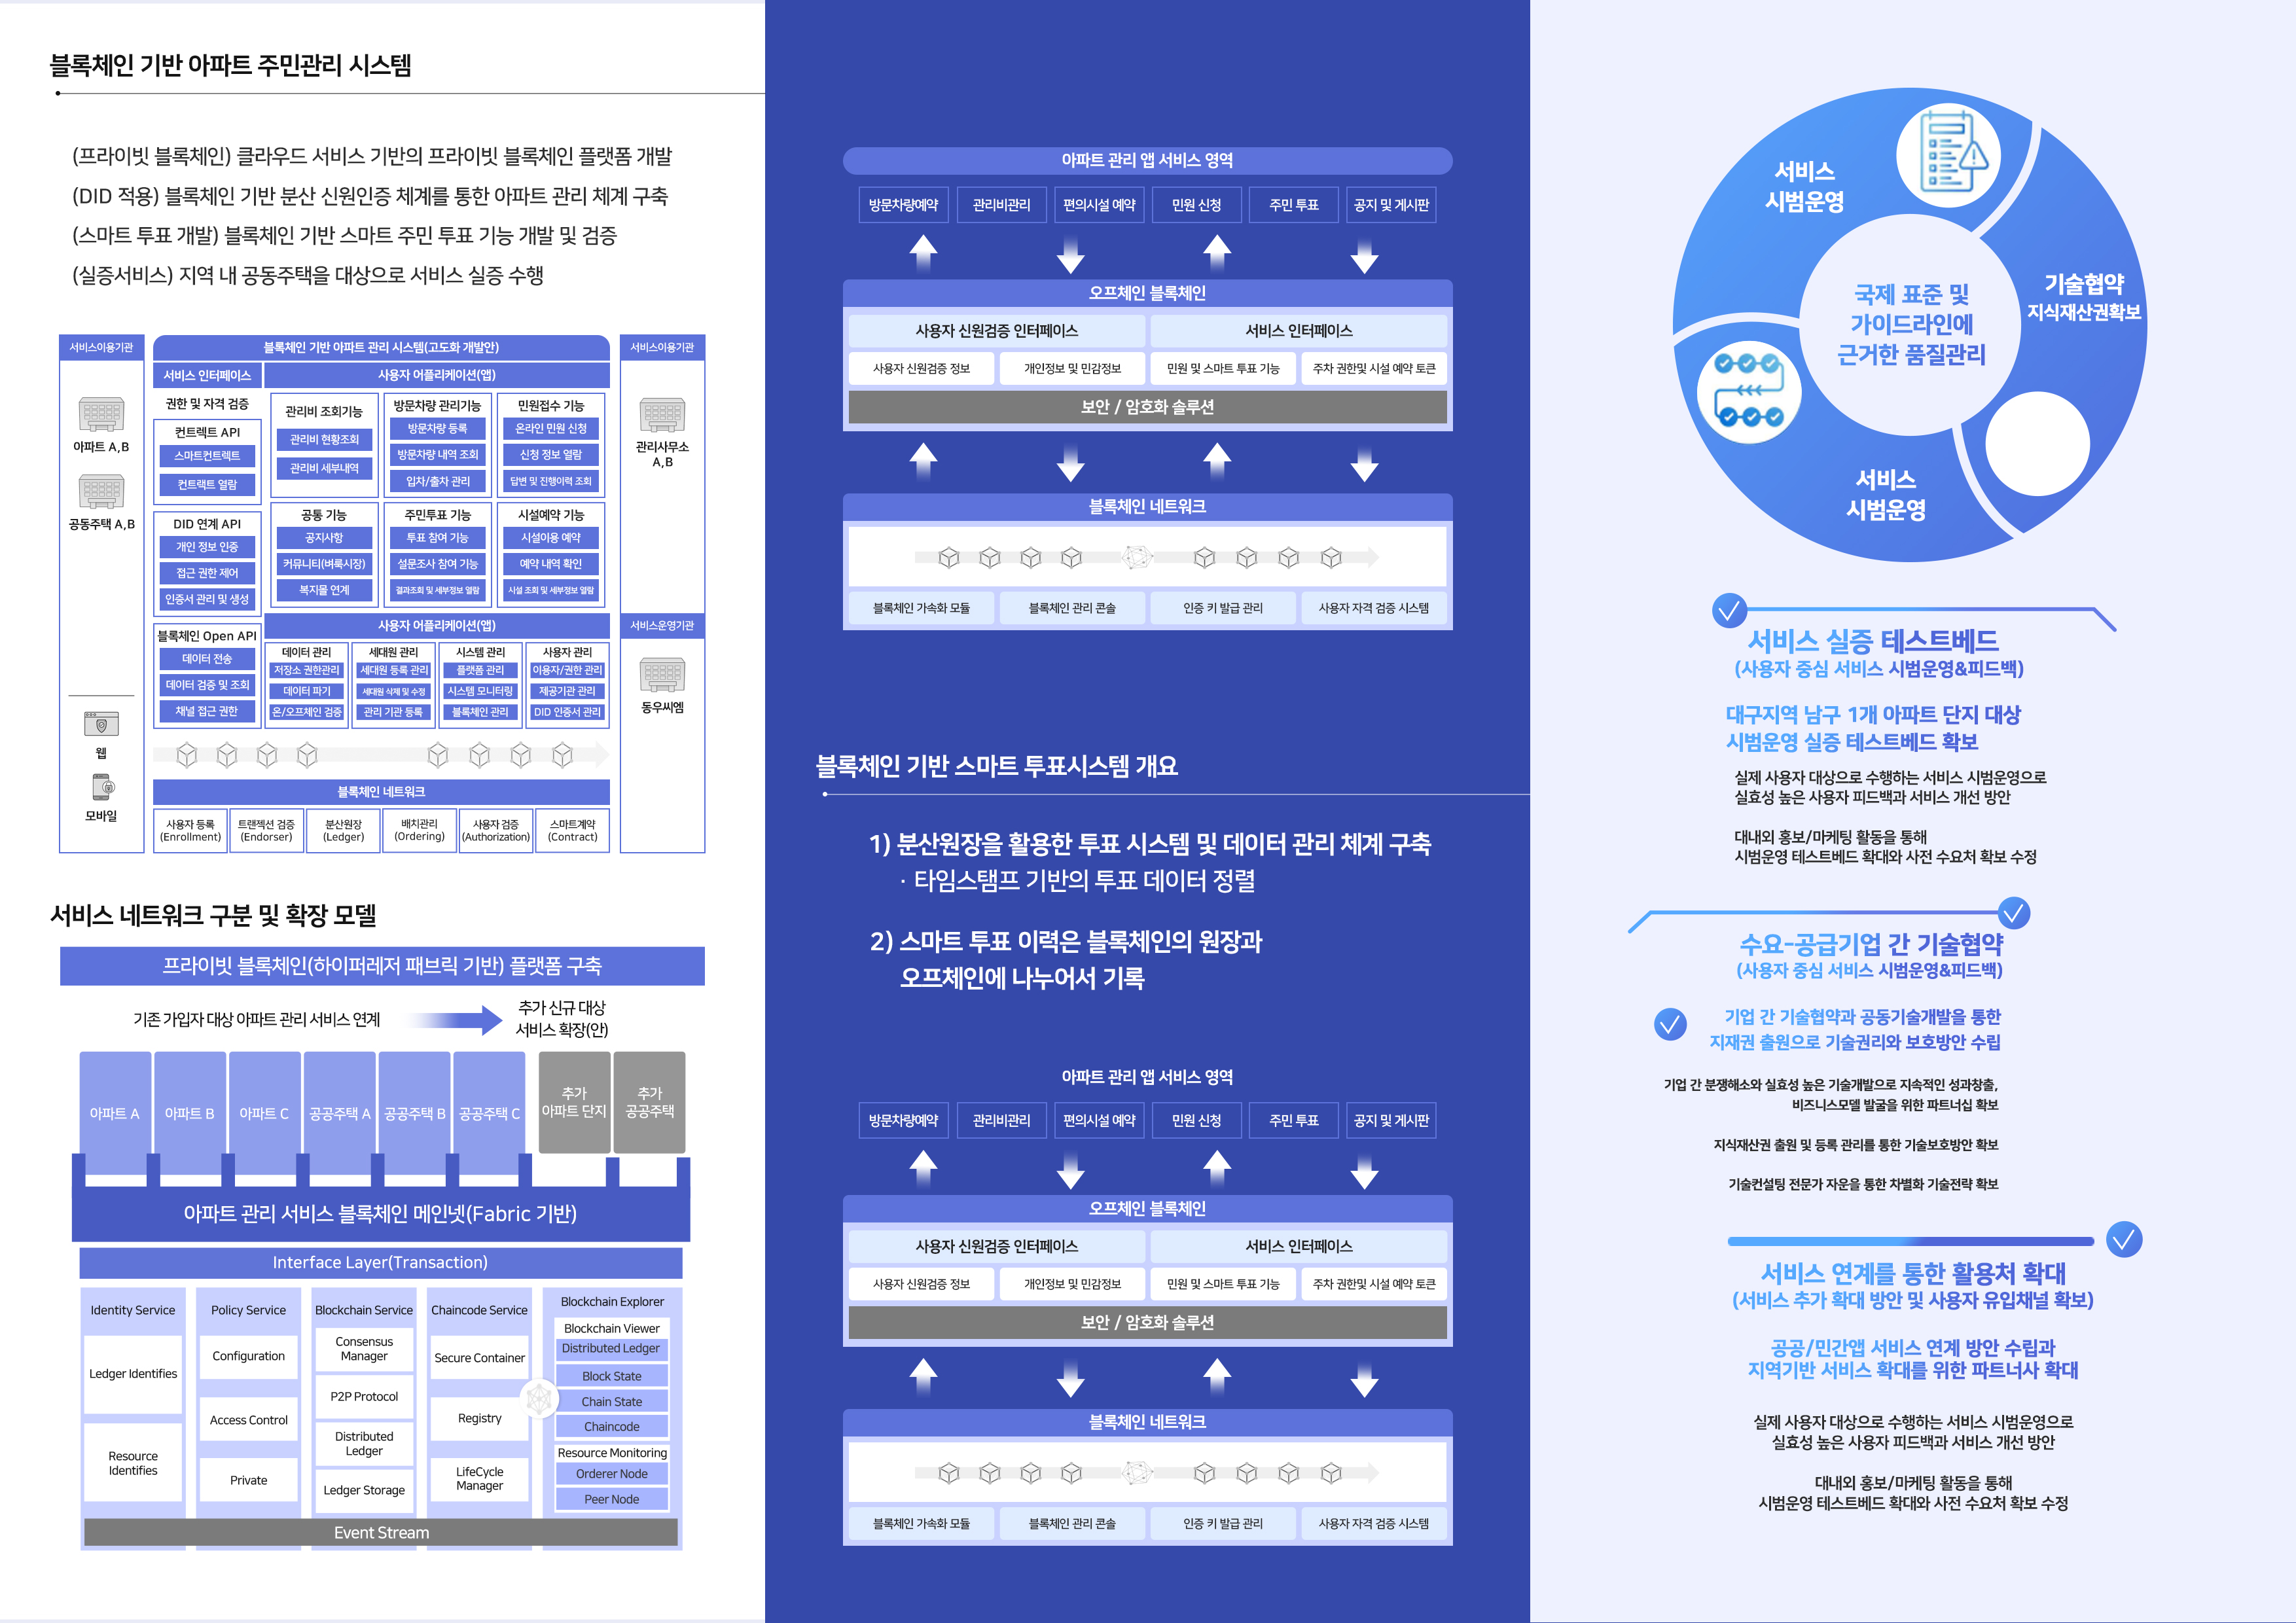 블록체인 기반 아파트 주민관리 시스템
(프라이빗 블록체인) 클라우드 서비스 기반의 프라이빗 블록체인 플랫폼 개발
(DID 적용) 블록체인 기반 분산 신원인증 체계를 통한 아파트 관리 체계 구축
(스마트 투표 개발) 블록체인 기반 스마트 주민 투표 기능 개발 및 검증
(실증서비스) 지역 내 공동주택을 대상으로 서비스 실증 수행
서비스이용기관
아파트 A,B
공동주택 A,B
웹
모바일
블록체인 기반 아파트 관리 시스템(고도화 개발안)
서비스 인터페이스
사용자 어플리케이션(앱)
권한 및 자격 검증
컨트렉트 API
스마트컨트렉트
컨트랙트 열람
DID 연계 API
개인 정보 인증
접근 권한 제어
인증서 관리 및 생성
블록체인 Open API
데이터 전송
데이터 검증 및 조회
채널 접근 권한
관리비 조회기능
관리비 현황조회
관리비 세부내역
방문차량 관리기능
방문차량 등록
방문차량 내역 조회
입차/출차 관리
민원접수 기능
온라인 민원 신청
신청 정보 열람
답변 및 진행이력 조회
공통 기능
공지사항
커뮤니티(벼룩시장)
복지몰 연계
주민투표 기능
투표 참여 기능
설문조사 참여 기능
결과조회 및 세부정보 열람
시설예약 기능
시설이용 예약
예약 내역 확인
시설 조회 및 세부정보 열람
사용자 어플리케이션(앱)
데이터 관리
저장소 권한관리
데이터 파기
온/오프체인 검증
세대원 관리
세대원 등록 관리
세대원 삭제 및 수정
관리 기관 등록
시스템 관리
플랫폼 관리
시스템 모니터링
블록체인 관리
사용자 관리
이용자/권한 관리
제공기관 관리
DID 인증서 관리
블록체인 네트워크
사용자 등록
(Enrollment)
트랜젝션 검증
(Endorser)
분산원장
(Ledger)
배치관리
(Ordering)
사용자 검증
(Authorization)
스마트계약
(Contract)
서비스이용기관
관리사무소
A,B
서비스운영기관
동우씨엠
서비스 네트워크 구분 및 확장 모델
프라이빗 블록체인(하이퍼레저 패브릭 기반) 플랫폼 구축
기존 가입자 대상 아파트 관리 서비스 연계
추가 신규 대상
서비스 확장(안)
아파트 A
아파트 B
아파트 C
공공주택 A
공공주택 B
공공주택 C
추가
아파트 단지
추가
공공주택
아파트 관리 서비스 블록체인 메인넷(Fabric 기반)
Interface Layer(Transaction)
Identity Service
Ledger Identifies
Resource
Identifies
Policy Service
Configuration
Access Control
Private
Blockchain Service
Consensus
Manager
P2P Protocol
Distributed
Ledger
Ledger Storage
Chaincode Service
Secure Container
Registry
LifeCycle
Manager
Blockchain Explorer
Blockchain Viewer
Distributed Ledger
Block State
Chain State
Chaincode
Resource Monitoring
Orderer Node
Peer Node
Event Stream
아파트 관리 앱 서비스 영역
방문차량예약
관리비관리
편의시설 예약
민원 신청
주민 투표
공지 및 게시판
오프체인 블록체인
사용자 신원검증 인터페이스
서비스 인터페이스
사용자 신원검증 정보
개인정보 및 민감정보
민원 및 스마트 투표 기능
주차 권한및 시설 예약 토큰
보안 / 암호화 솔루션
블록체인 네트워크
블록체인 가속화 모듈
블록체인 관리 콘솔
인증 키 발급 관리
사용자 자격 검증 시스템
블록체인 기반 스마트 투표시스템 개요
1) 분산원장을 활용한 투표 시스템 및 데이터 관리 체계 구축
· 타임스탬프 기반의 투표 데이터 정렬
2) 스마트 투표 이력은 블록체인의 원장과
오프체인에 나누어서 기록
아파트 관리 앱 서비스 영역
방문차량예약
관리비관리
편의시설 예약
민원 신청
주민 투표
공지 및 게시판
오프체인 블록체인
사용자 신원검증 인터페이스
서비스 인터페이스
사용자 신원검증 정보
개인정보 및 민감정보
민원 및 스마트 투표 기능
주차 권한및 시설 예약 토큰
보안 / 암호화 솔루션
블록체인 네트워크
블록체인 가속화 모듈
블록체인 관리 콘솔
인증 키 발급 관리
사용자 자격 검증 시스템
서비스
시범운영
기술협약
지식재산권확보
국제 표준 및
가이드라인에
근거한 품질관리
서비스
시범운영
서비스 실증 테스트베드
(사용자 중심 서비스 시범운영&피드백)
대구지역 남구 1개 아파트 단지 대상
시범운영 실증 테스트베드 확보
실제 사용자 대상으로 수행하는 서비스 시범운영으로
실효성 높은 사용자 피드백과 서비스 개선 방안
대내외 홍보/마케팅 활동을 통해
시범운영 테스트베드 확대와 사전 수요처 확보 수정
수요-공급기업 간 기술협약
(사용자 중심 서비스 시범운영&피드백)
기업 간 기술협약과 공동기술개발을 통한
지재권 출원으로 기술권리와 보호방안 수립
기업 간 분쟁해소와 실효성 높은 기술개발으로 지속적인 성과창출,
비즈니스모델 발굴을 위한 파트너십 확보
지식재산권 출원 및 등록 관리를 통한 기술보호방안 확보
기술컨설팅 전문가 자운을 통한 차별화 기술전략 확보
서비스 연계를 통한 활용처 확대
(서비스 추가 확대 방안 및 사용자 유입채널 확보)
공공/민간앱 서비스 연계 방안 수립과
지역기반 서비스 확대를 위한 파트너사 확대
실제 사용자 대상으로 수행하는 서비스 시범운영으로
실효성 높은 사용자 피드백과 서비스 개선 방안
대내외 홍보/마케팅 활동을 통해
시범운영 테스트베드 확대와 사전 수요처 확보 수정